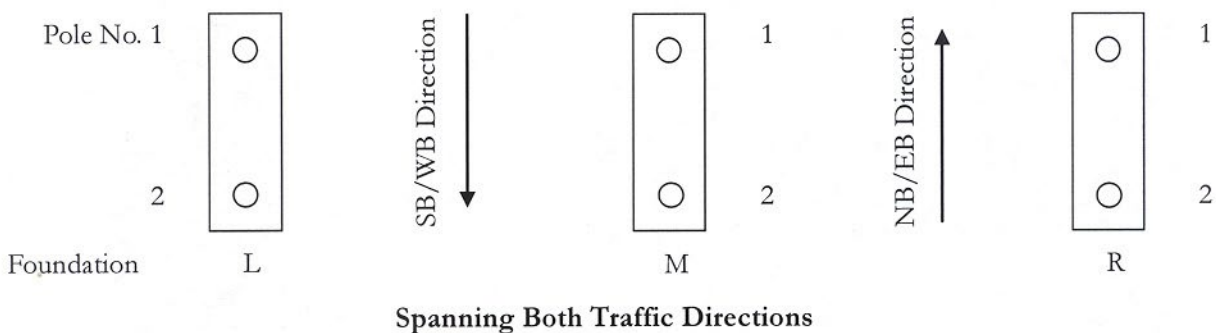 Pole No. 1
1
1
SB/WB Direction
NB/EB Direction
2
2
2
Foundation L M R
Spanning Both Traffic Directions